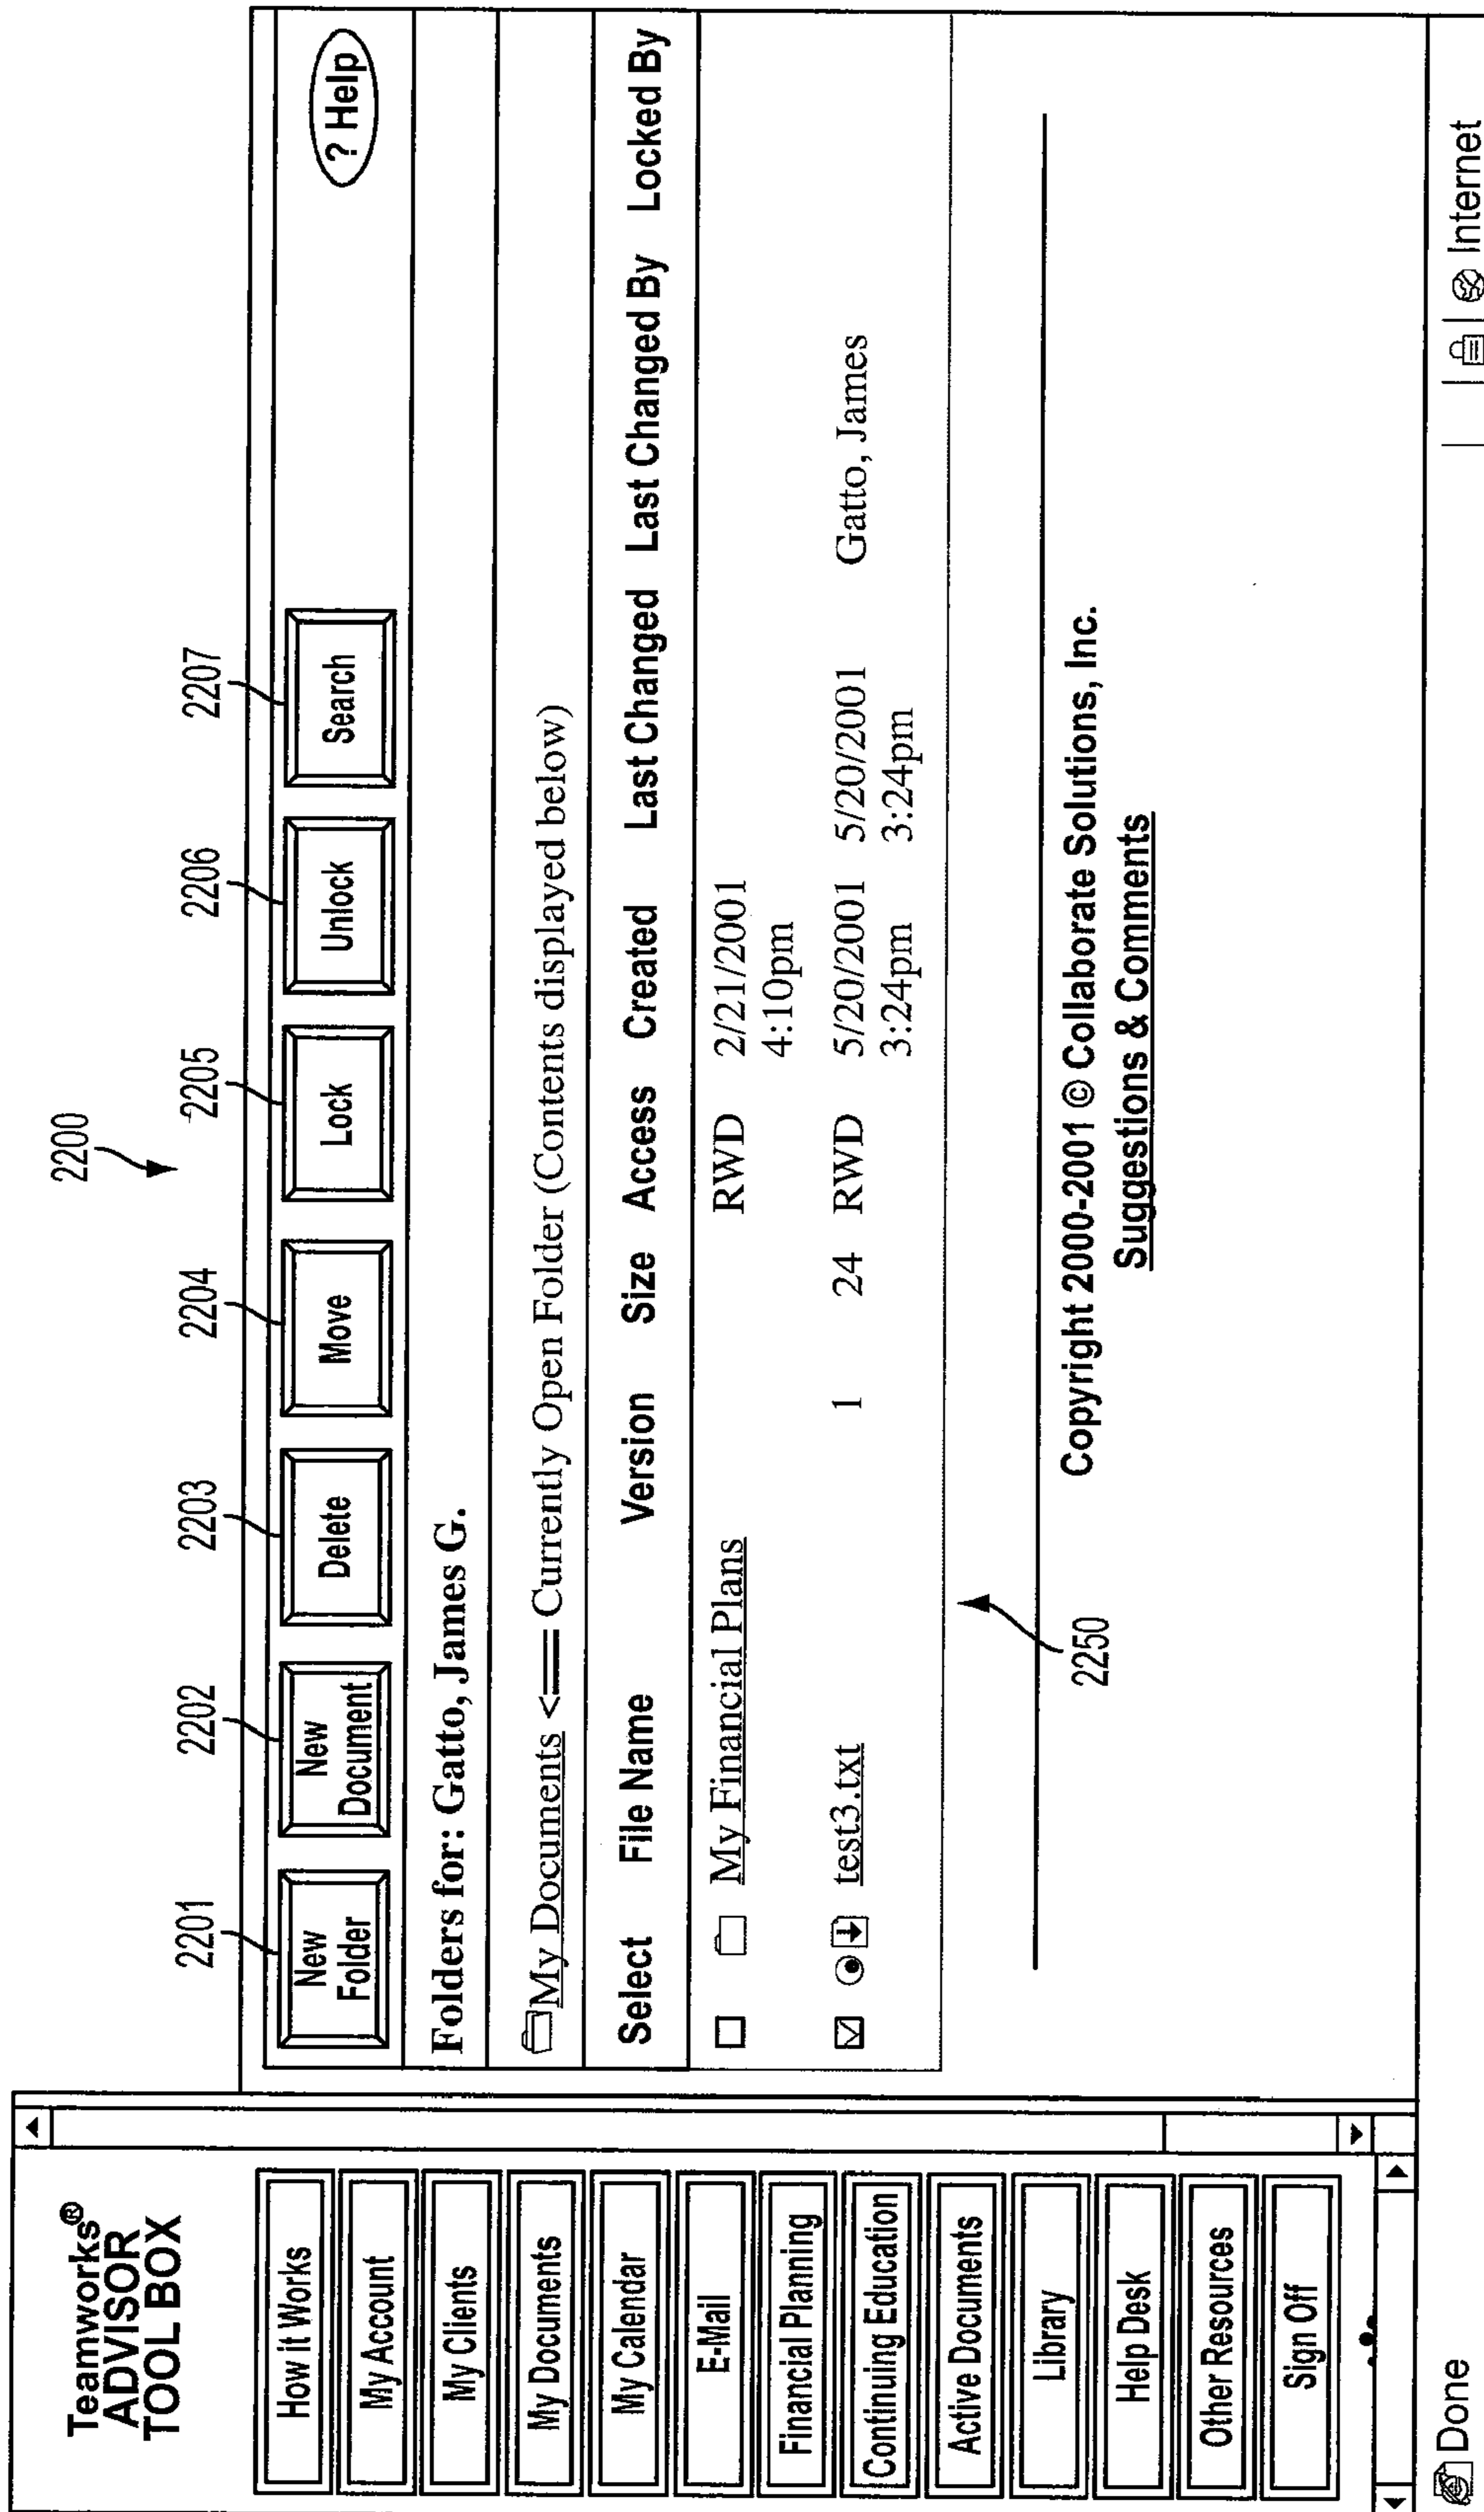 2200
2201
2202
2203
2204
2205
2206
2207
Teamworks®
ADVISOR
TOOL BOX
How it Works
My Account
My Clients
My Documents
My Calendar
E-Mail
Financial Planning
Continuing Education
Active Documents
Library
Help Desk
Other Resources
Sign Off
New
Folder
New
Document
Delete
Move
Lock
Unlock
Search
? Help
Folders for: Gatto, James G.
My Documents <== Currently Open Folder (Contents displayed below)
Select File Name Version Size Access Created Last Changed Last Changed By Locked By
My Financial Plans RWD 2/21/2001
4:10pm
test3.txt 1 24 RWD 5/20/2001 5/20/2001 Gatto, James
3:24pm 3:24pm
2250
Copyright 2000-2001 © Collaborate Solutions, Inc.
Suggestions & Comments
Done
Internet